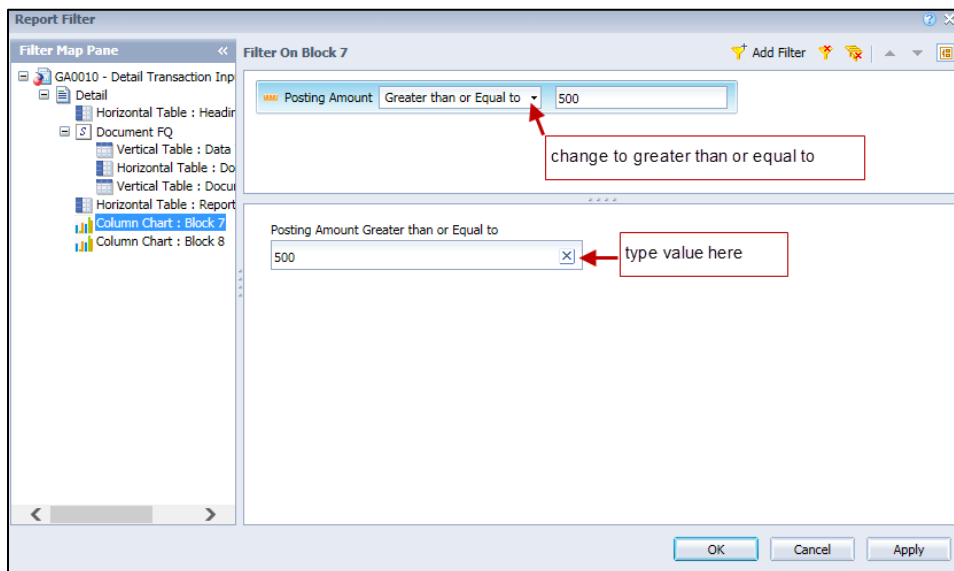 Report Filter
Filter Map Pane
Filter On Block 7
Add Filter
GA0010 - Detail Transaction Inp
Detail
Horizontal Table : Headin
S Document FQ
Vertical Table : Data
Horizontal Table : Do
Vertical Table : Docu
Horizontal Table : Report
Column Chart : Block 7
Column Chart : Block 8
Posting Amount Greater than or Equal to 500
change to greater than or equal to
Posting Amount Greater than or Equal to
500
type value here
OK Cancel Apply